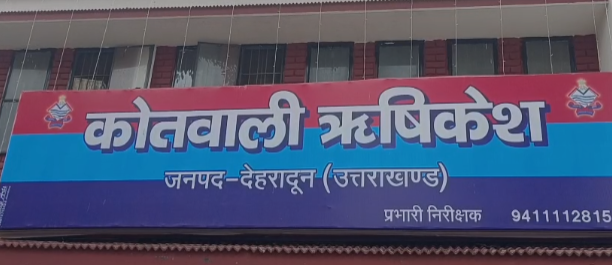 कोतवाली ऋषिकेश
जनपद-देहरादून (उत्तराखण्ड)
प्रभारी निरीक्षक 9411112815